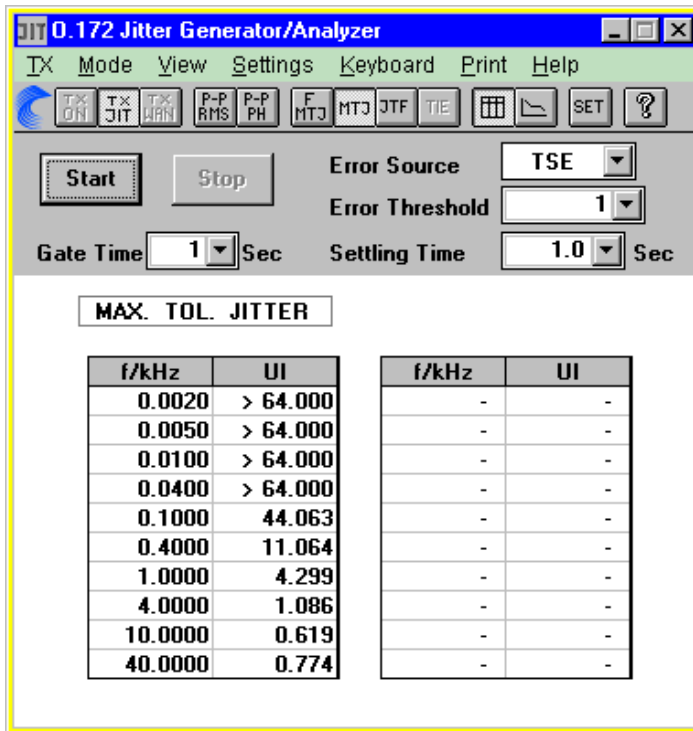 JIT O.172 Jitter Generator/Analyzer
TX Mode View Settings Keyboard Print Help
TX ON TX JIT TX WAN P-P RMS P-P PH F MTJ MTJ JTF TIE SET ?
Start Stop Error Source TSE
Error Threshold 1
Gate Time 1 Sec Settling Time 1.0 Sec
MAX. TOL. JITTER
f/kHz UI f/kHz UI
0.0020 > 64.000 - -
0.0050 > 64.000 - -
0.0100 > 64.000 - -
0.0400 > 64.000 - -
0.1000 44.063 - -
0.4000 11.064 - -
1.0000 4.299 - -
4.0000 1.086 - -
10.0000 0.619 - -
40.0000 0.774 - -